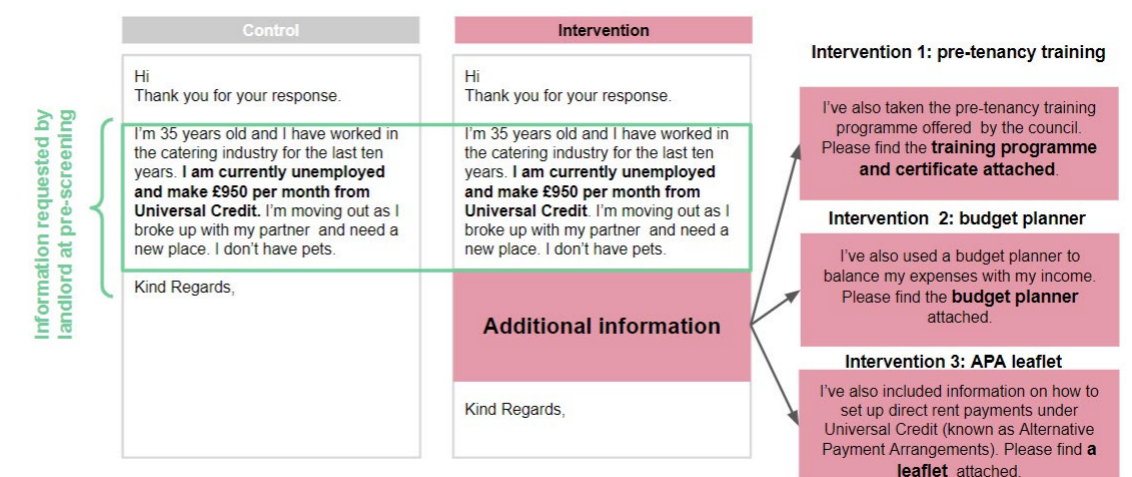 Control
Intervention
Information requested by
landlord at pre-screening
Hi
Thank you for your response.
I'm 35 years old and I have worked in
the catering industry for the last ten
years. I am currently unemployed
and make £950 per month from
Universal Credit. I'm moving out as I
broke up with my partner and need a
new place. I don't have pets.
Kind Regards,
Hi
Thank you for your response.
I'm 35 years old and I have worked in
the catering industry for the last ten
years. I am currently unemployed
and make £950 per month from
Universal Credit. I'm moving out as I
broke up with my partner and need a
new place. I don't have pets.
Additional information
Kind Regards,
Intervention 1: pre-tenancy training
I've also taken the pre-tenancy training
programme offered by the council.
Please find the training programme
and certificate attached.
Intervention 2: budget planner
I've also used a budget planner to
balance my expenses with my income.
Please find the budget planner
attached.
Intervention 3: APA leaflet
I've also included information on how to
set up direct rent payments under
Universal Credit (known as Alternative
Payment Arrangements). Please find a
leaflet attached.